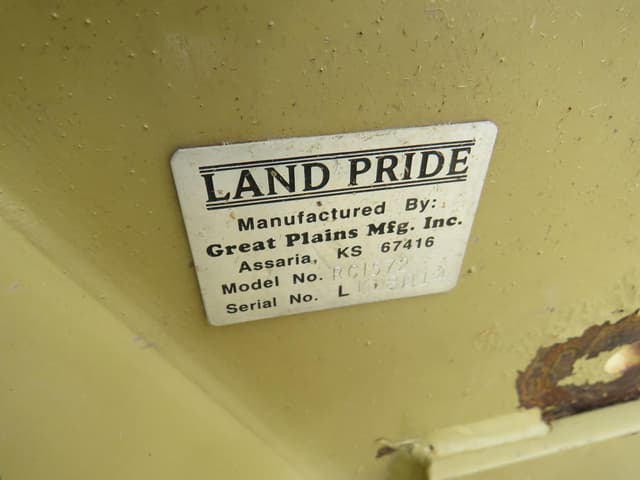 LAND PRIDE
Manufactured By:
Great Plains Mfg. Inc.
Assaria, KS 67416
Model No. RC1572
Serial No. L